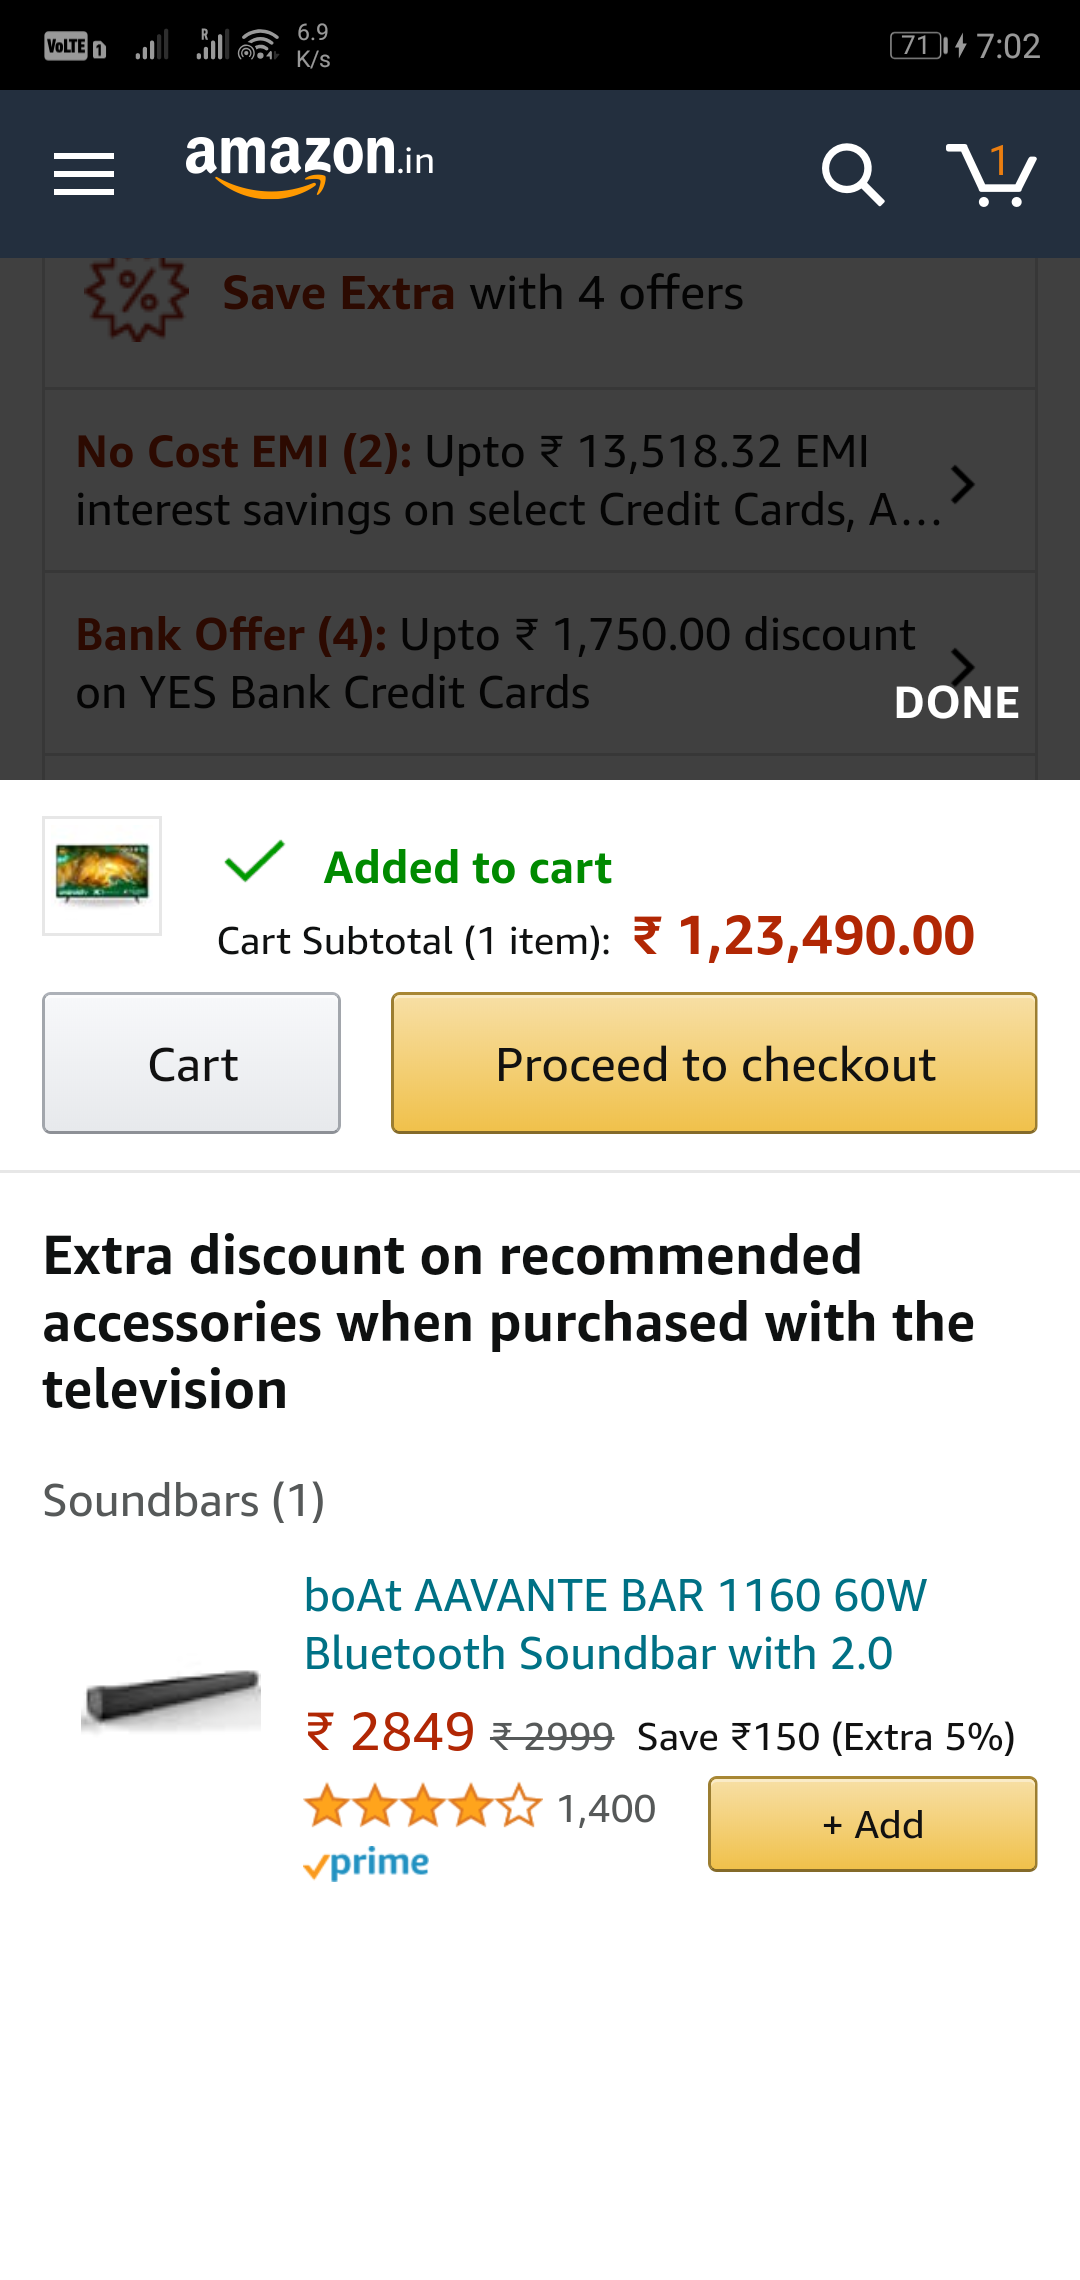 VoLTE 1 R 6.9 K/s 71 7:02
amazon.in 1
Save Extra with 4 offers
No Cost EMI (2): Upto ₹ 13,518.32 EMI
interest savings on select Credit Cards, A...
Bank Offer (4): Upto ₹ 1,750.00 discount
on YES Bank Credit Cards
DONE
Added to cart
Cart Subtotal (1 item): ₹ 1,23,490.00
Cart Proceed to checkout
Extra discount on recommended
accessories when purchased with the
television
Soundbars (1)
boAt AAVANTE BAR 1160 60W
Bluetooth Soundbar with 2.0
₹ 2849 ₹ 2999 Save ₹150 (Extra 5%)
1,400 + Add
prime